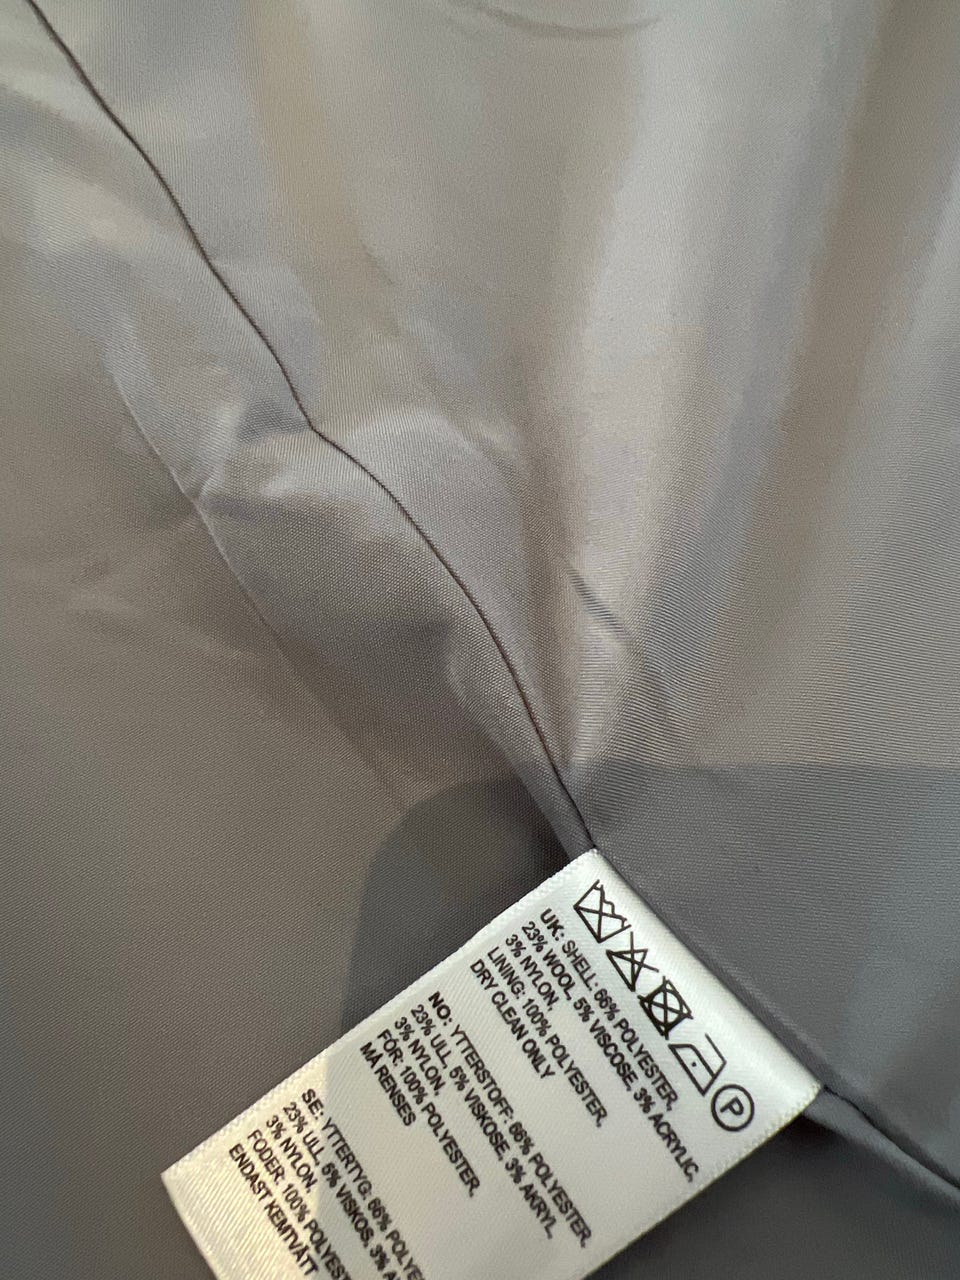 P
UK: SHELL: 66% POLYESTER,
23% WOOL, 5% VISCOSE, 3% ACRYLIC,
3% NYLON,
LINING: 100% POLYESTER,
DRY CLEAN ONLY
NO: YTTERSTOFF: 66% POLYESTER,
23% ULL, 5% VISKOSE, 3% AKRYL,
3% NYLON,
FÔR: 100% POLYESTER,
MÅ RENSES
SE: YTTERTYG: 66% POLYE
23% ULL, 5% VISKOS, 3% A
3% NYLON,
FODER: 100% POLYEST
ENDAST KEMTVÄTT